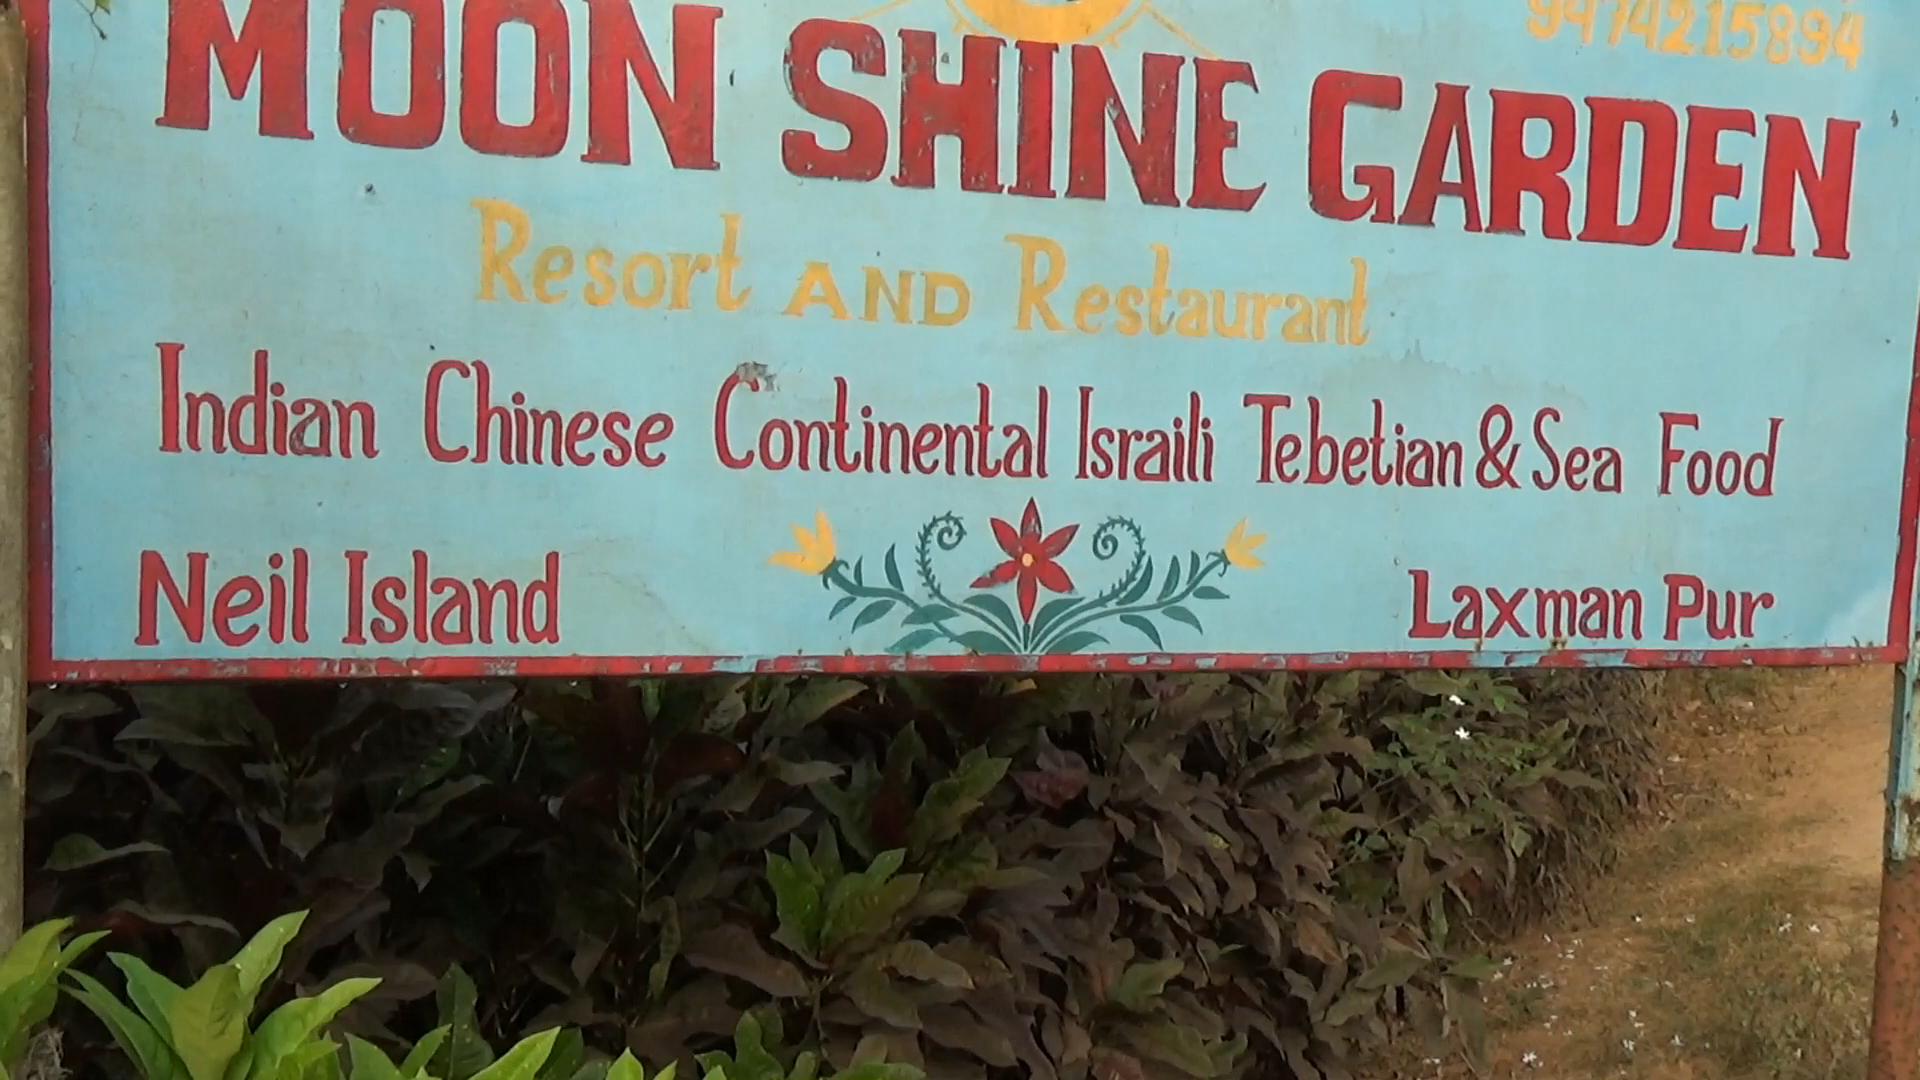 9474215894
MOON SHINE GARDEN
Resort AND Restaurant
Indian Chinese Continental Israili Tebetian & Sea Food
Neil Island Laxman Pur